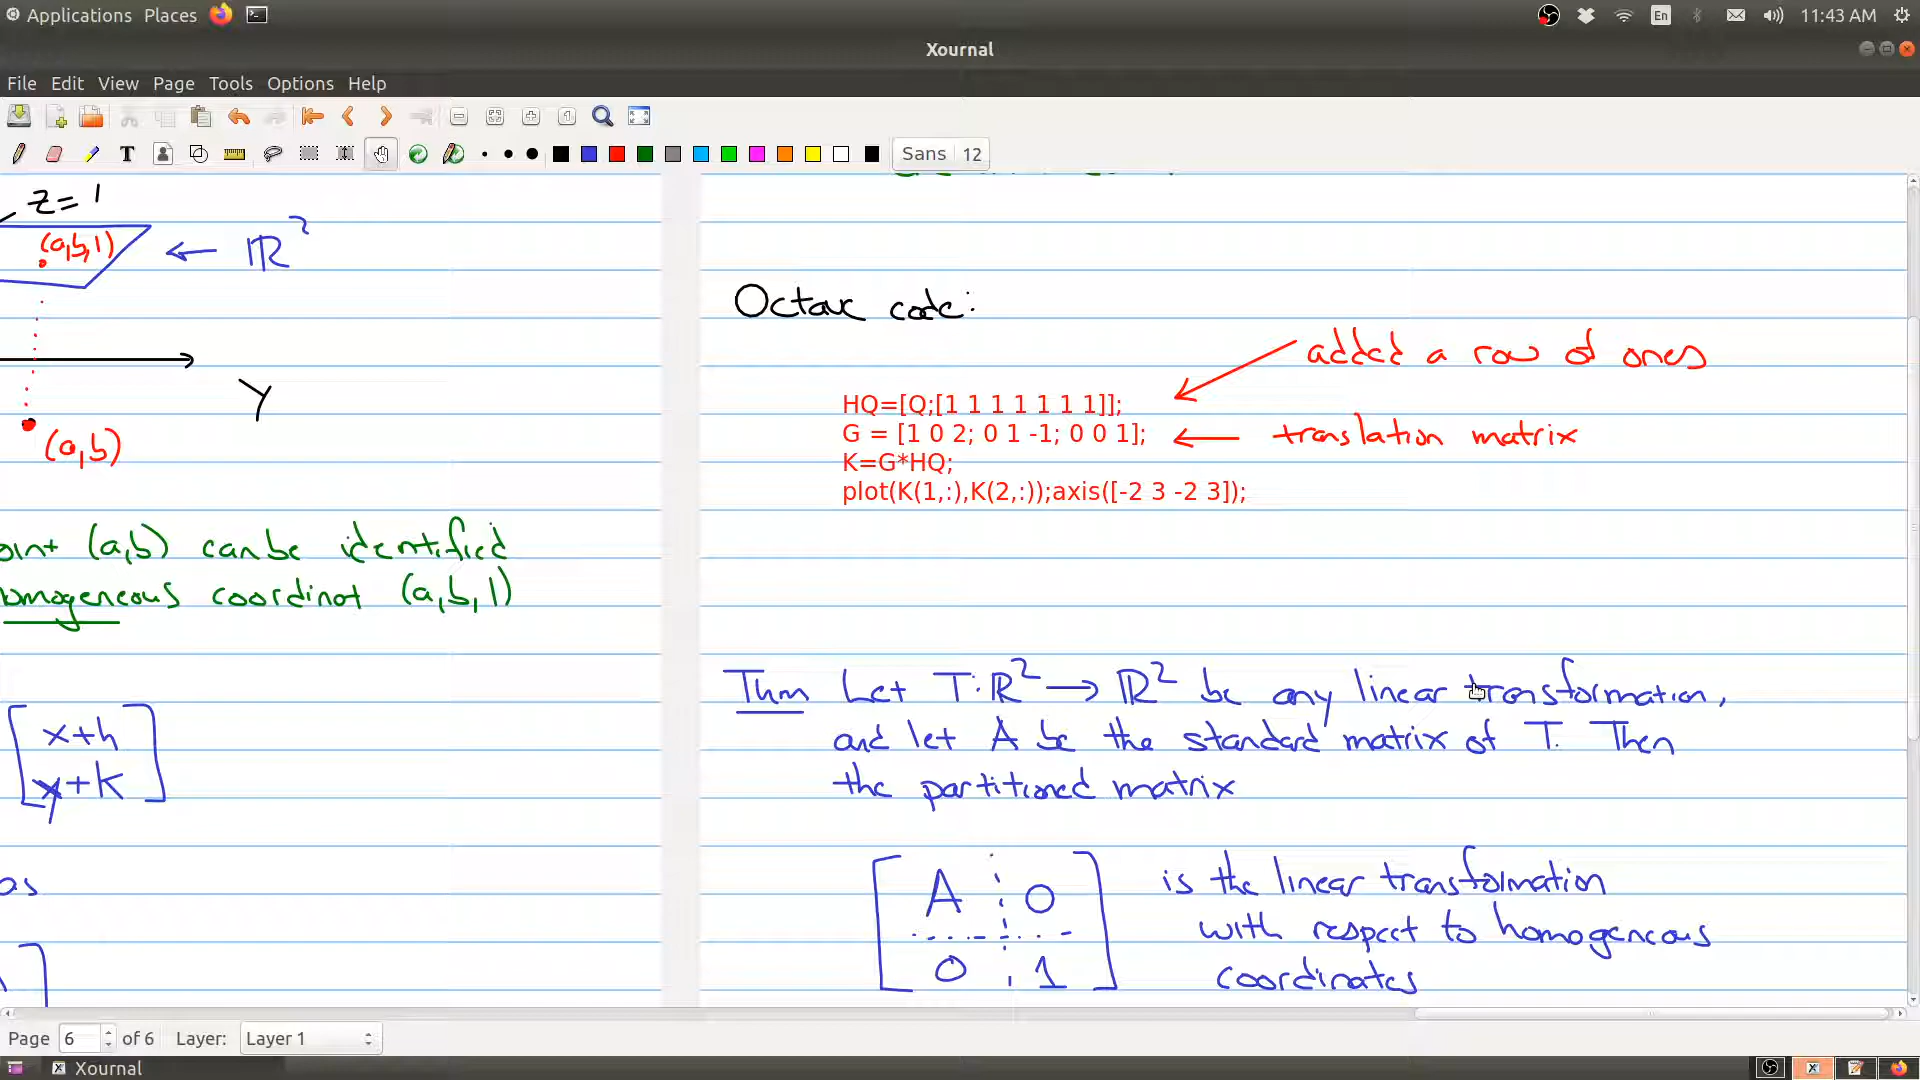 Applications Places
En 11:43 AM
Xournal
File Edit View Page Tools Options Help
Sans 12
z=1
(a,b,1)
← ℝ²
Y
(a,b)
oint (a,b) can be identified
omogeneous coordinat (a,b,1)
x+h
y+k
as
Octave code:
added a row of ones
HQ=[Q;[1 1 1 1 1 1 1]];
G = [1 0 2; 0 1 -1; 0 0 1];
← translation matrix
K=G*HQ;
plot(K(1,:),K(2,:));axis([-2 3 -2 3]);
Thm Let T:ℝ² → ℝ² be any linear transformation,
and let A be the standard matrix of T. Then
the partitioned matrix
A 0
0 1
is the linear transformation
with respect to homogeneous
coordinates
Page 6 of 6 Layer: Layer 1
Xournal